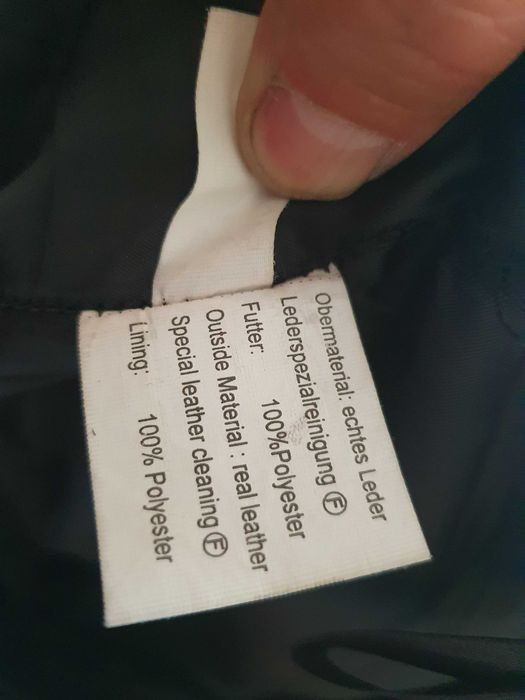 Obermaterial: echtes Leder
Lederspezialreinigung Ⓕ
Futter: 100%Polyester
Outside Material : real leather
Special leather cleaning Ⓕ
Lining: 100% Polyester